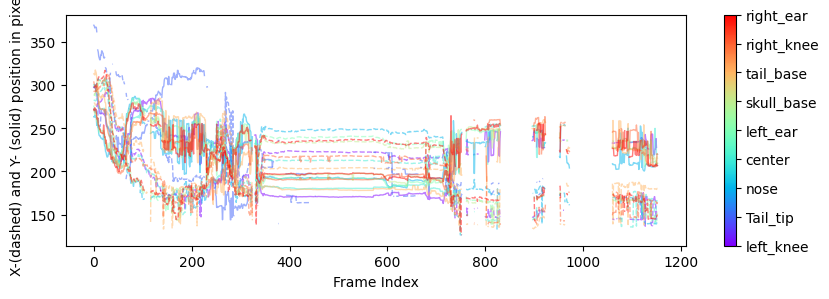 X-(dashed) and Y- (solid) position in pixe
350
300
250
200
150
0
200
400
600
800
1000
1200
Frame Index
right_ear
right_knee
tail_base
skull_base
left_ear
center
nose
Tail_tip
left_knee